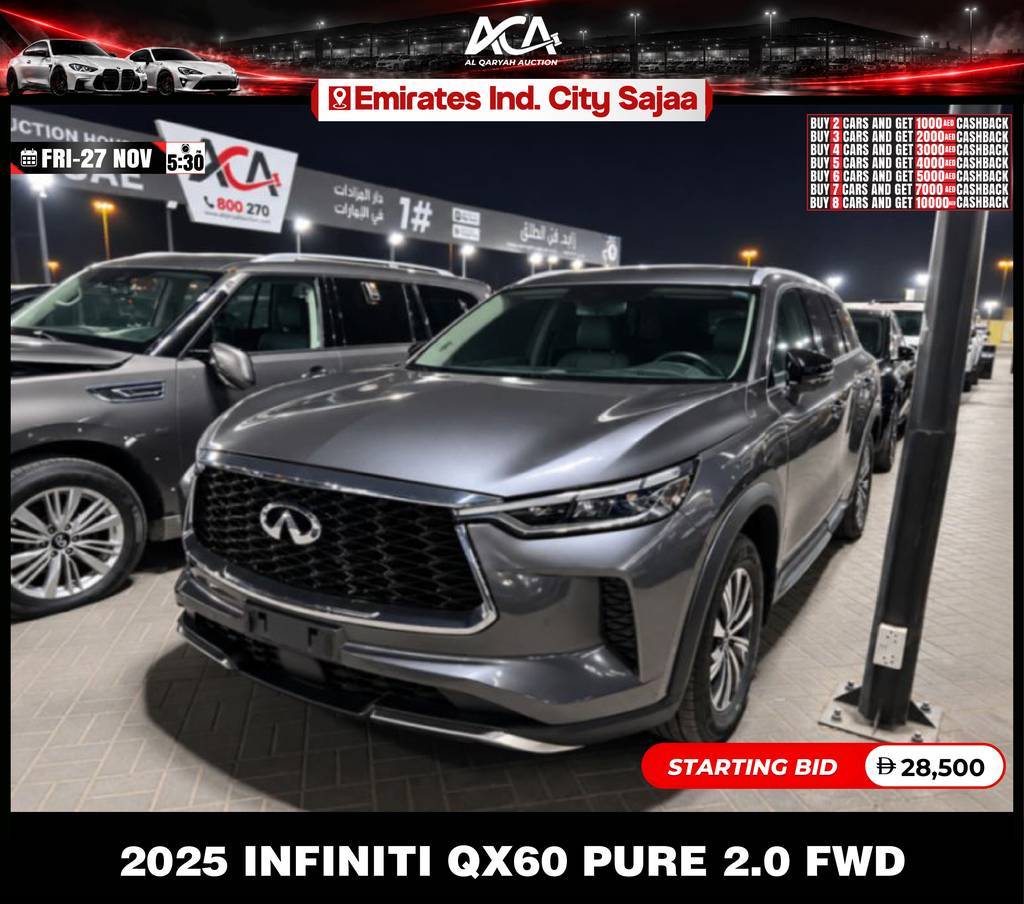 ACA
AL QARYAH AUCTION
Emirates Ind. City Sajaa
BUY 2 CARS AND GET 1000 AED CASHBACK
BUY 3 CARS AND GET 2000 AED CASHBACK
BUY 4 CARS AND GET 3000 AED CASHBACK
BUY 5 CARS AND GET 4000 AED CASHBACK
BUY 6 CARS AND GET 5000 AED CASHBACK
BUY 7 CARS AND GET 7000 AED CASHBACK
BUY 8 CARS AND GET 10000 AED CASHBACK
FRI-27 NOV 5:30
UCTION HOU
UAE
ACA
800 270
دار المزادات
في الإمارات
1#
STARTING BID 28,500
2025 INFINITI QX60 PURE 2.0 FWD